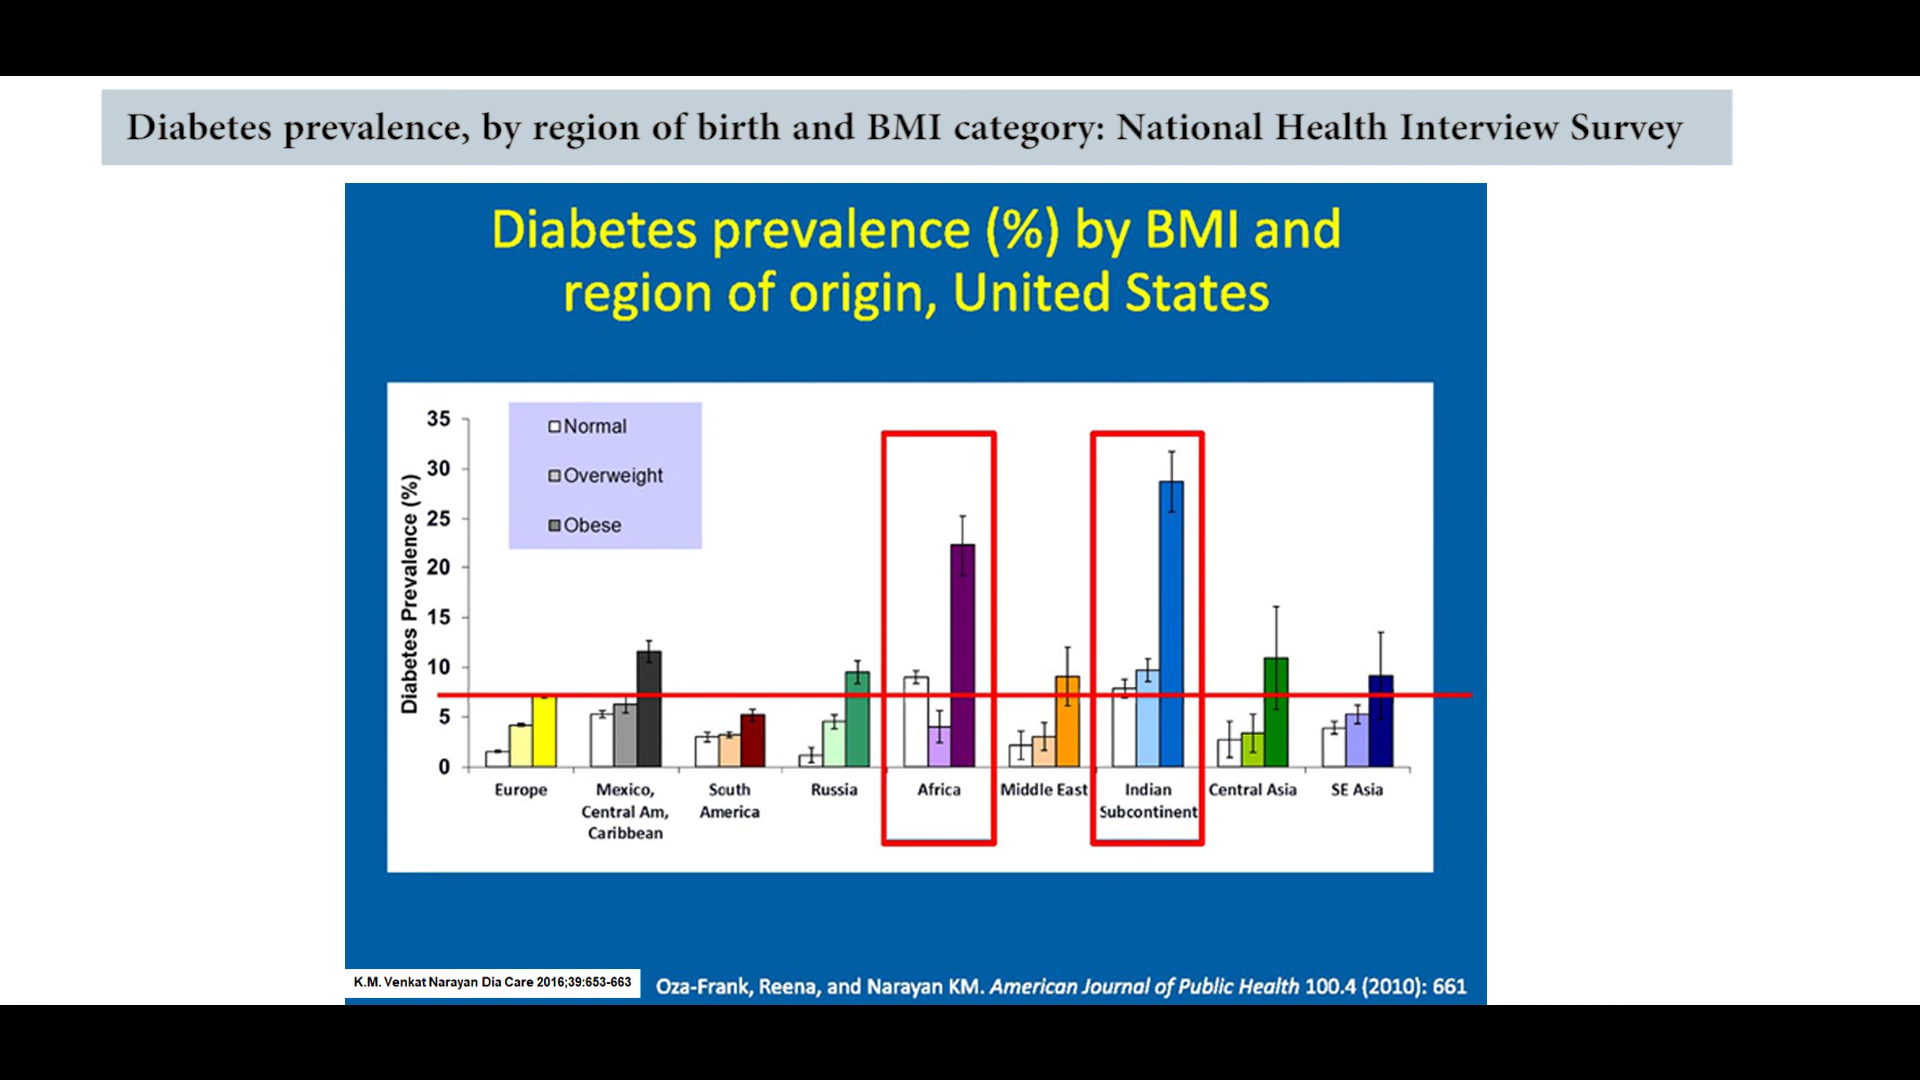 Diabetes prevalence, by region of birth and BMI category: National Health Interview Survey
Diabetes prevalence (%) by BMI and
region of origin, United States
Diabetes Prevalence (%)
35
30
25
20
15
10
5
0
Normal
Overweight
Obese
Europe
Mexico,
Central Am,
Caribbean
South
America
Russia
Africa
Middle East
Indian
Subcontinent
Central Asia
SE Asia
K.M. Venkat Narayan Dia Care 2016;39:653-663
Oza-Frank, Reena, and Narayan KM. American Journal of Public Health 100.4 (2010): 661